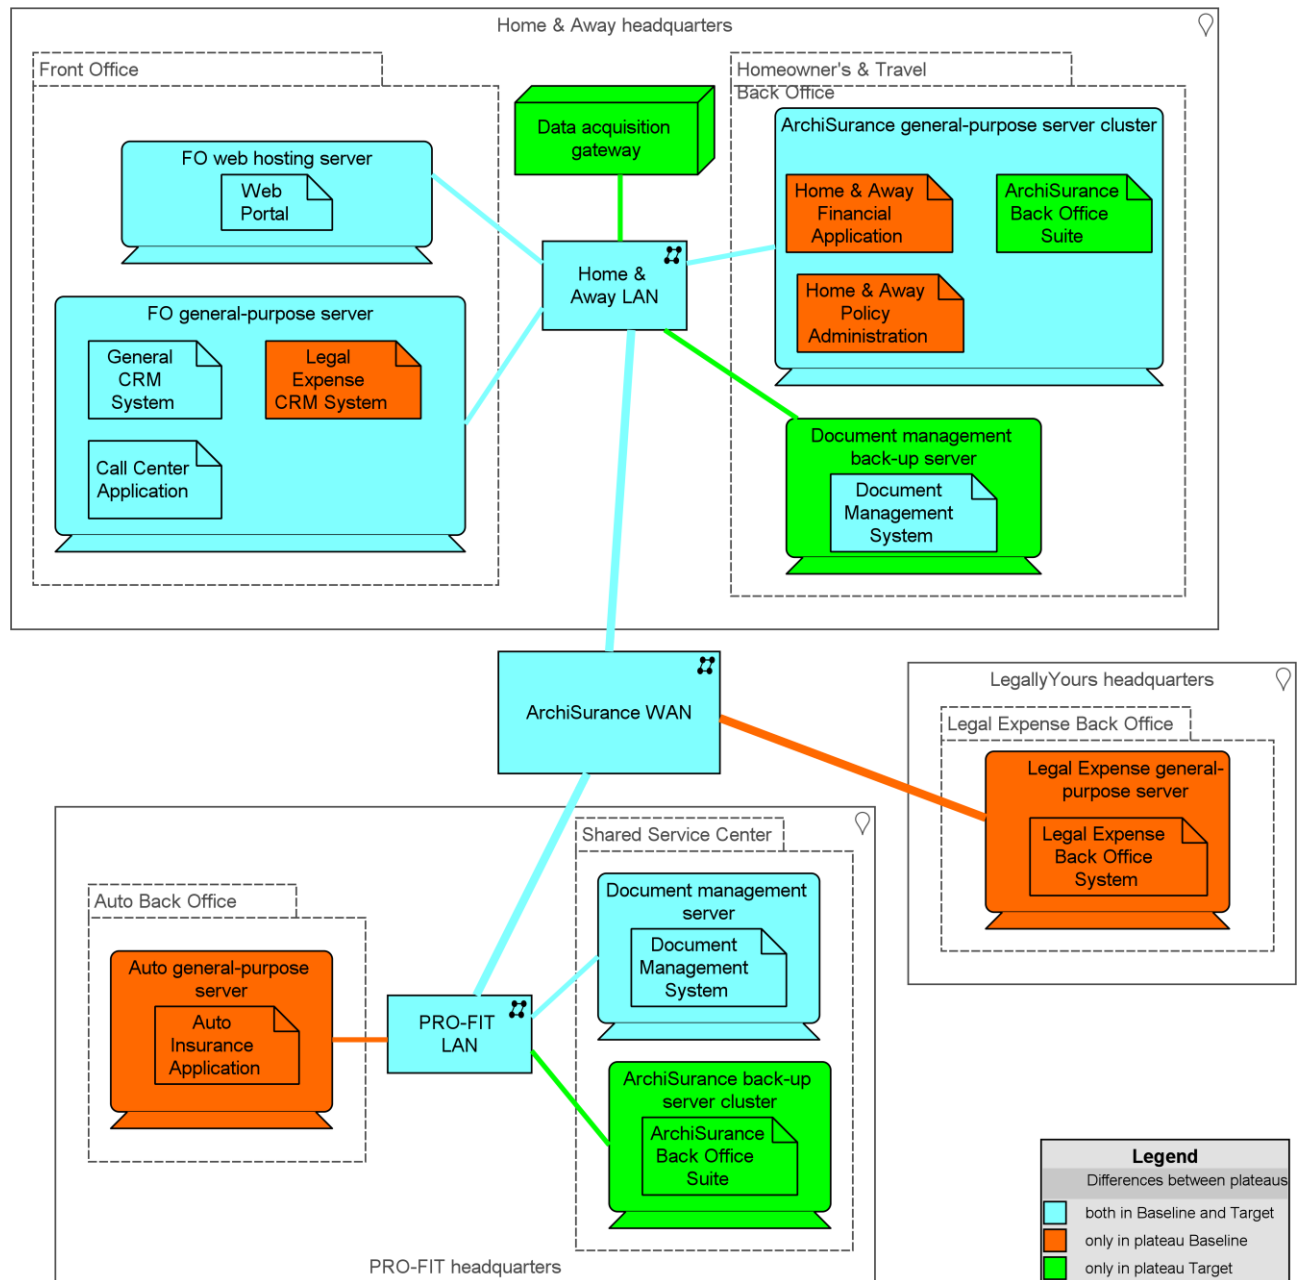 Home & Away headquarters
Front Office
Homeowner's & Travel
Back Office
Data acquisition
gateway
ArchiSurance general-purpose server cluster
FO web hosting server
Web
Portal
Home & Away
Financial
Application
ArchiSurance
Back Office
Suite
Home &
Away LAN
Home & Away
Policy
Administration
FO general-purpose server
General
CRM
System
Legal
Expense
CRM System
Call Center
Application
Document management
back-up server
Document
Management
System
ArchiSurance WAN
LegallyYours headquarters
Legal Expense Back Office
Legal Expense general-
purpose server
Legal Expense
Back Office
System
Shared Service Center
Document management
server
Document
Management
System
Auto Back Office
Auto general-purpose
server
Auto
Insurance
Application
PRO-FIT
LAN
ArchiSurance back-up
server cluster
ArchiSurance
Back Office
Suite
PRO-FIT headquarters
Legend
Differences between plateaus
both in Baseline and Target
only in plateau Baseline
only in plateau Target